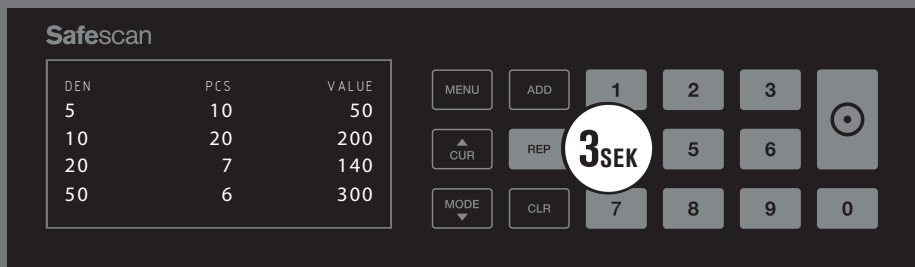 Safescan
DEN PCS VALUE
5 10 50
10 20 200
20 7 140
50 6 300
MENU ADD 1 2 3
CUR REP 3SEK 5 6
MODE CLR 7 8 9 0